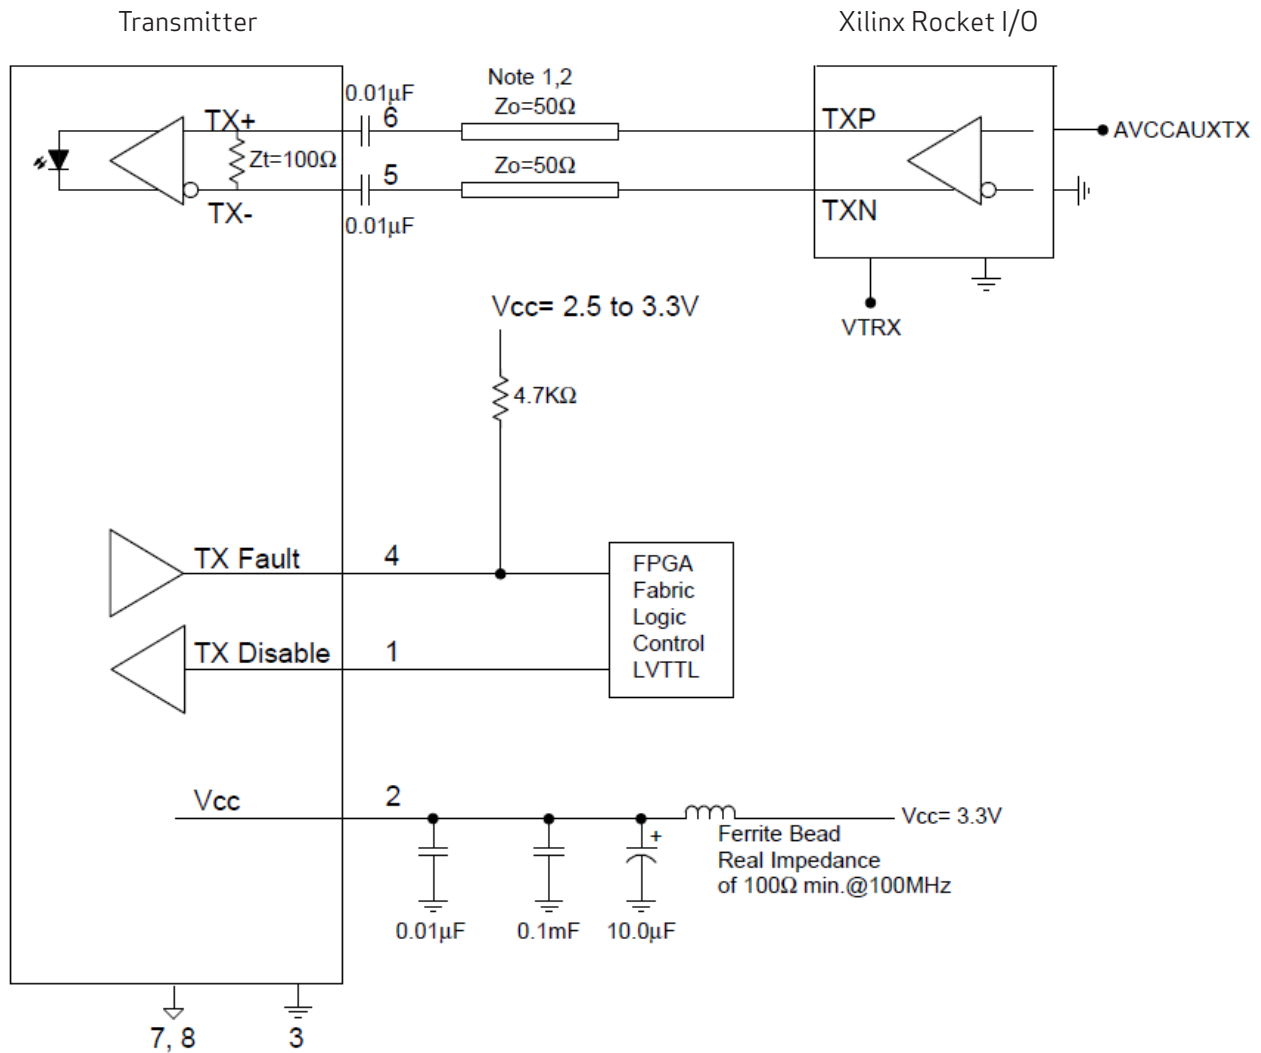 Transmitter
Xilinx Rocket I/O
0.01µF
6
Note 1,2
Zo=50Ω
TX+
TXP
AVCCAUXTX
Zt=100Ω
5
Zo=50Ω
TX-
0.01µF
TXN
VTRX
Vcc= 2.5 to 3.3V
4.7KΩ
TX Fault
4
TX Disable
1
FPGA
Fabric
Logic
Control
LVTTL
Vcc
2
+
Vcc= 3.3V
Ferrite Bead
Real Impedance
of 100Ω min.@100MHz
0.01µF
0.1mF
10.0µF
7, 8
3